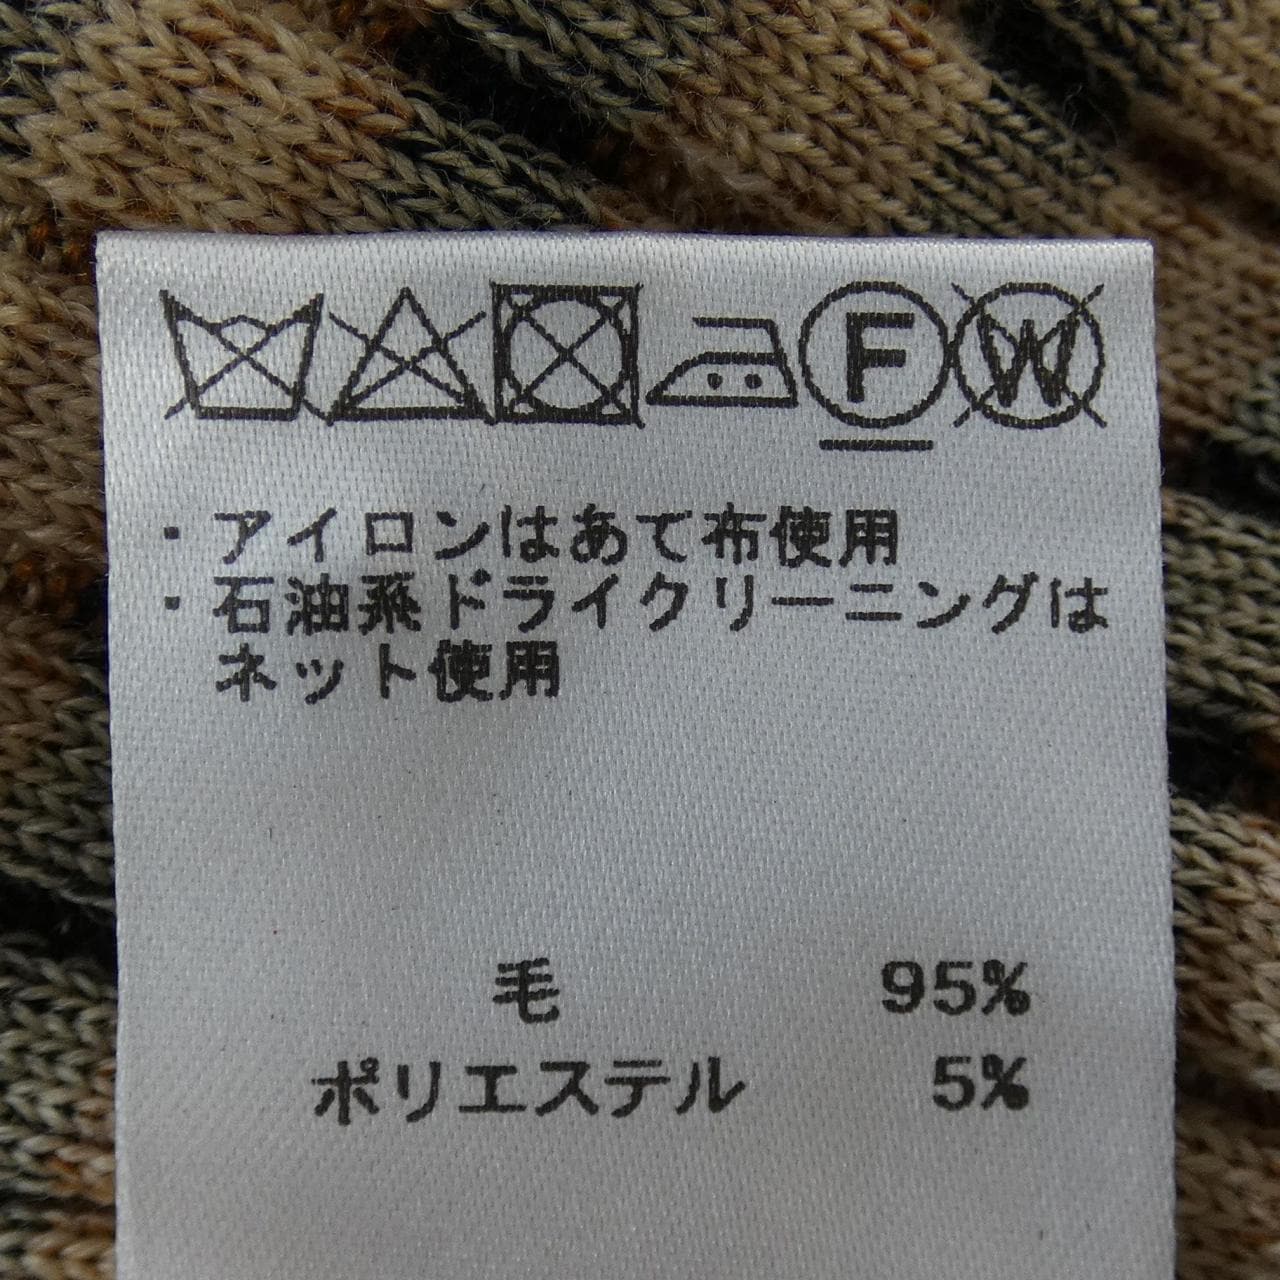 F W
・アイロンはあて布使用
・石油系ドライクリーニングは
ネット使用
毛 95%
ポリエステル 5%